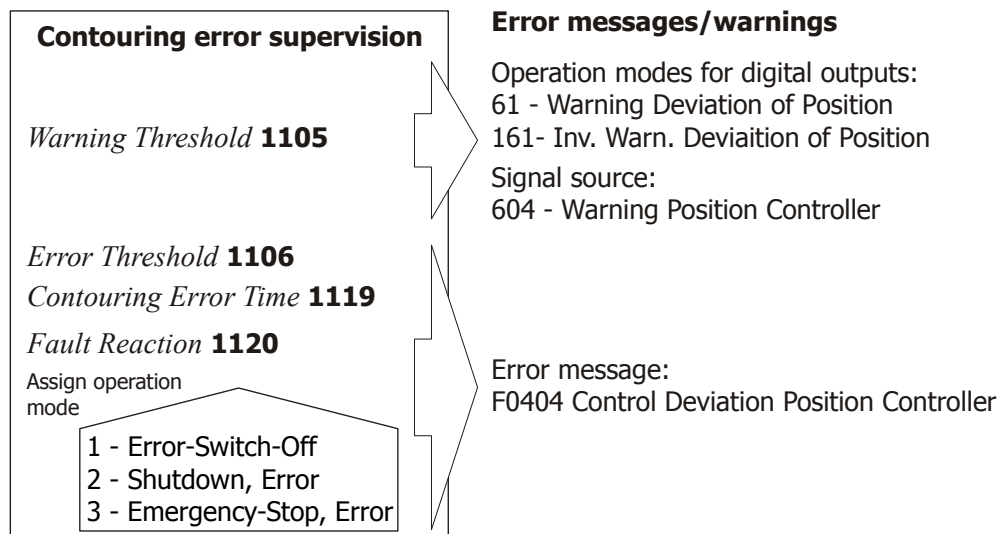 Contouring error supervision
Warning Threshold 1105
Error Threshold 1106
Contouring Error Time 1119
Fault Reaction 1120
Assign operation
mode
1 - Error-Switch-Off
2 - Shutdown, Error
3 - Emergency-Stop, Error
Error messages/warnings
Operation modes for digital outputs:
61 - Warning Deviation of Position
161- Inv. Warn. Deviaition of Position
Signal source:
604 - Warning Position Controller
Error message:
F0404 Control Deviation Position Controller